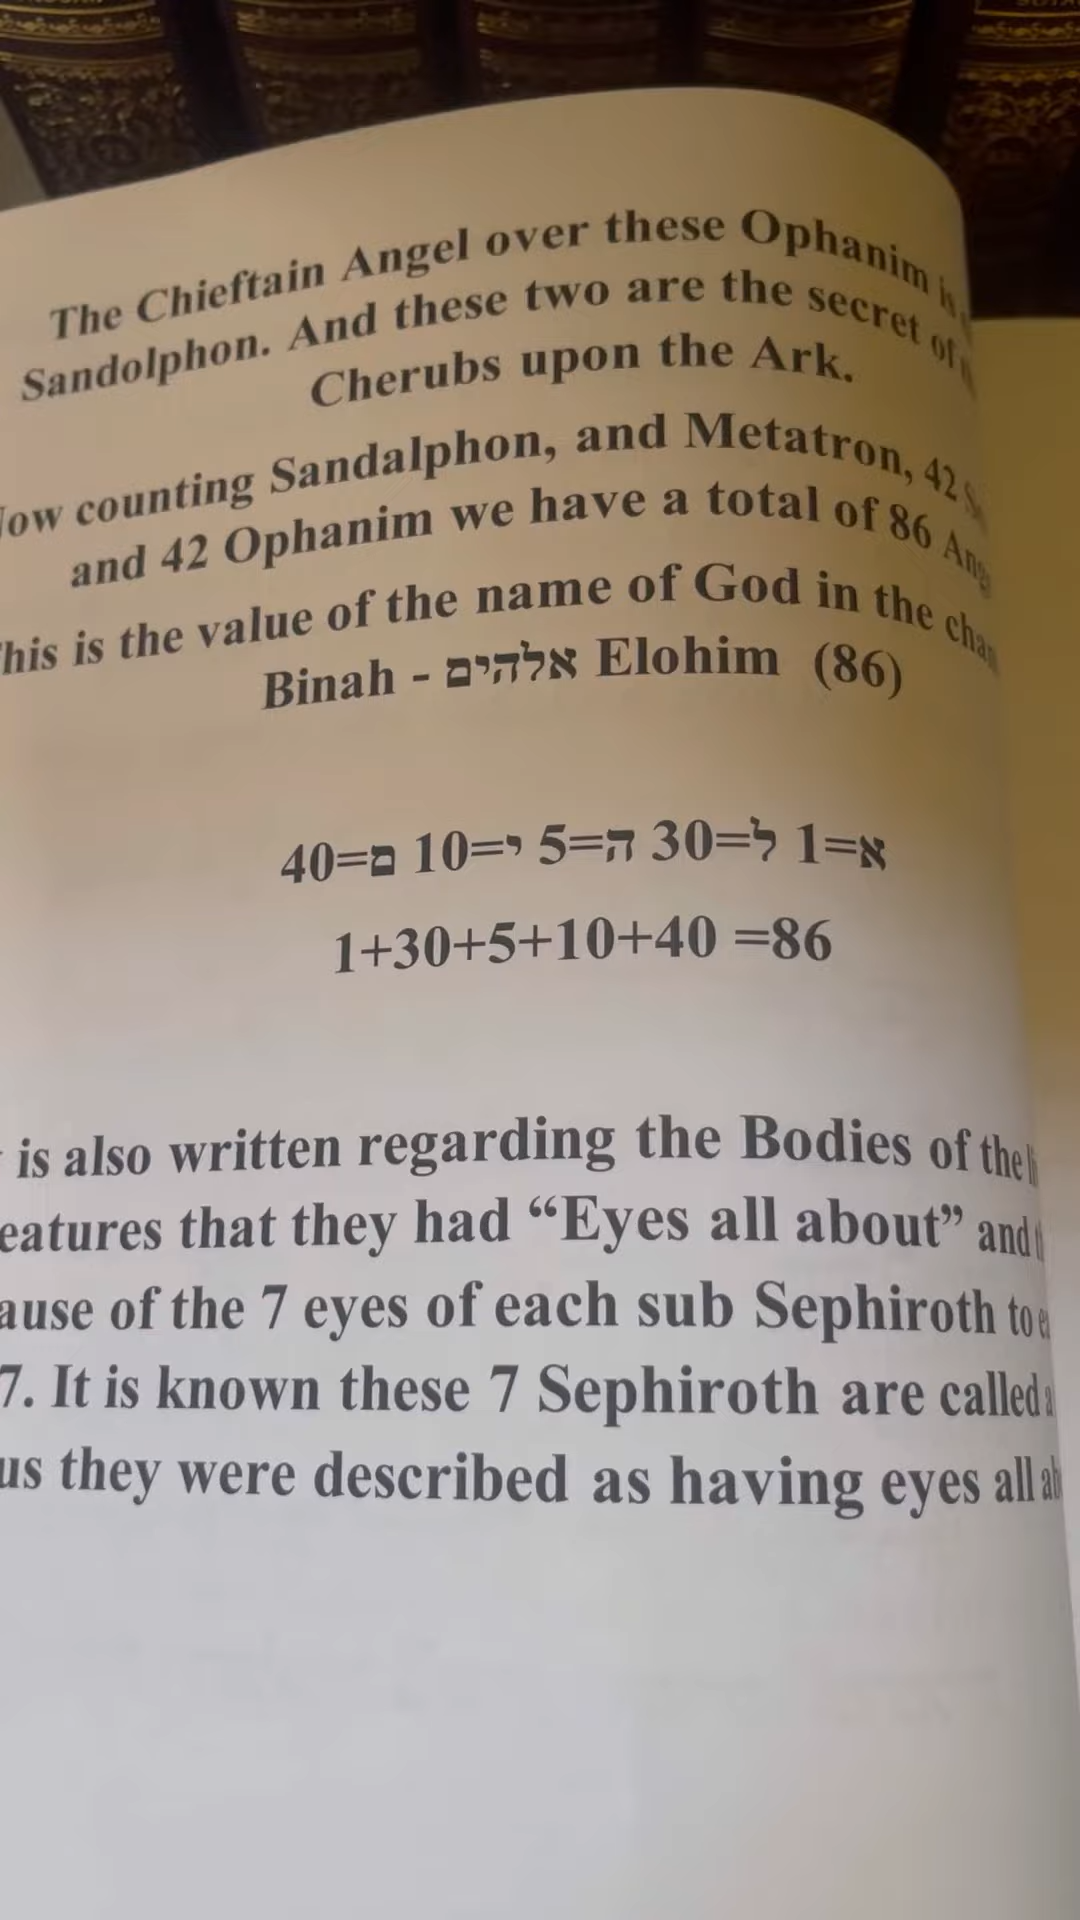 The Chieftain Angel over these Ophanim is
Sandolphon. And these two are the secret of
Cherubs upon the Ark.
counting Sandalphon, and Metatron, 42
and 42 Ophanim we have a total of 86
is the value of the name of God in the
Binah - אלהים Elohim (86)
א=1 ל=30 ה=5 י=10 ם=40
1+30+5+10+40 =86
is also written regarding the Bodies of the
that they had “Eyes all about” and
of the 7 eyes of each sub Sephiroth to
7. It is known these 7 Sephiroth are called
they were described as having eyes all